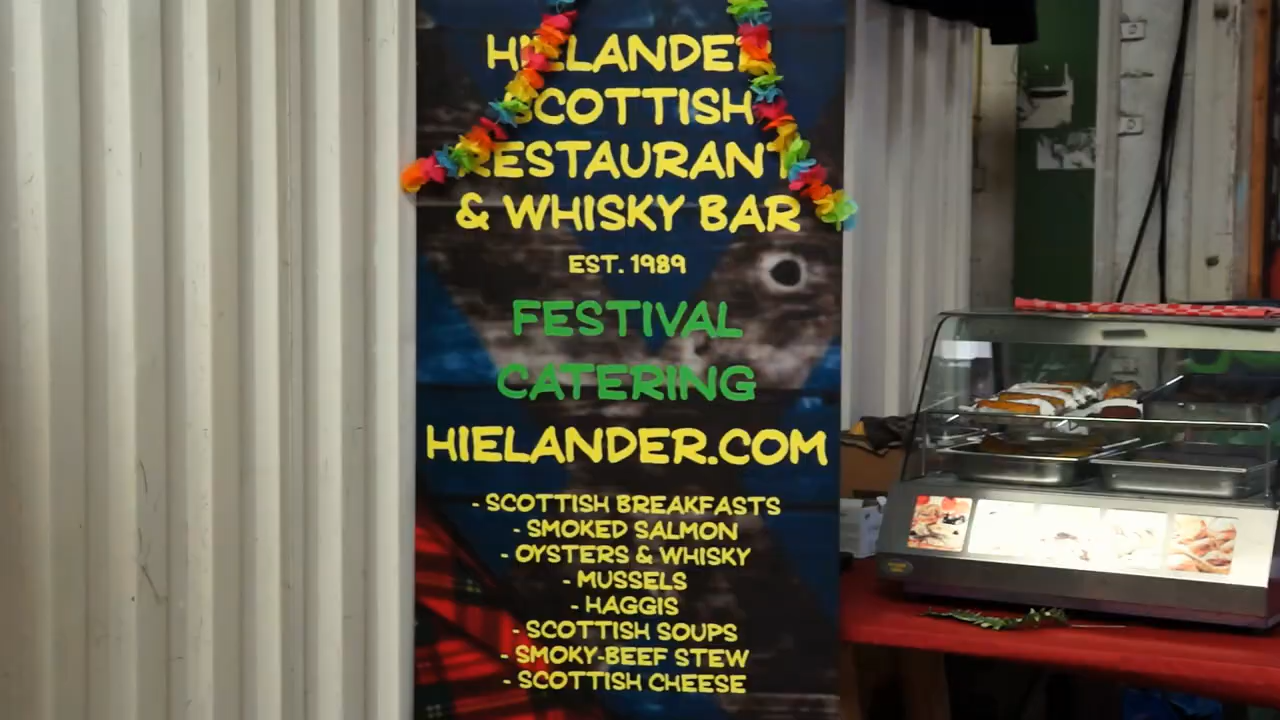 HIELANDER
SCOTTISH
RESTAURANT
& WHISKY BAR
EST. 1989
FESTIVAL
CATERING
HIELANDER.COM
- SCOTTISH BREAKFASTS
- SMOKED SALMON
- OYSTERS & WHISKY
- MUSSELS
- HAGGIS
- SCOTTISH SOUPS
- SMOKY-BEEF STEW
- SCOTTISH CHEESE